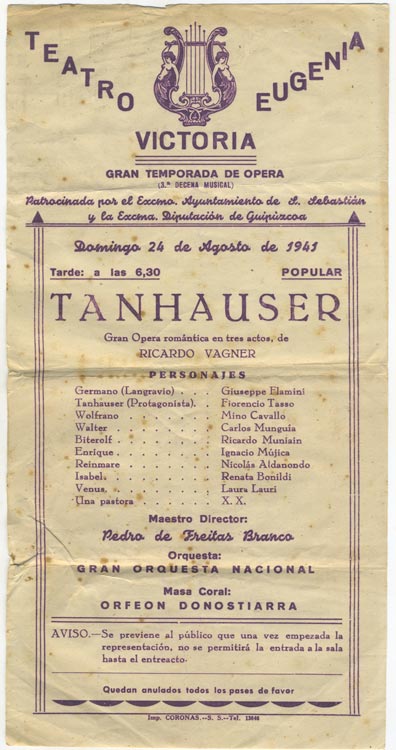 TEATRO EUGENIA
VICTORIA
GRAN TEMPORADA DE OPERA
(3.ª DECENA MUSICAL)
Patrocinada por el Excmo. Ayuntamiento de S. Sebastián
y la Excma. Diputación de Guipúzcoa
Domingo 24 de Agosto de 1941
Tarde: a las 6,30 POPULAR
TANHAUSER
Gran Opera romántica en tres actos, de
RICARDO VAGNER
PERSONAJES
Germano (Langravio) . . Giuseppe Flamini
Tanhauser (Protagonista). . Fiorencio Tasso
Wolfrano . . . . . . . Mino Cavallo
Walter . . . . . . . . Carlos Munguía
Biterolf . . . . . . . Ricardo Muniain
Enrique . . . . . . . Ignacio Mújica
Reinmare . . . . . . . Nicolás Aldanondo
Isabel . . . . . . . . Renata Bonildi
Venus . . . . . . . . Laura Lauri
Una pastora . . . . . X. X.
Maestro Director:
Pedro de Freitas Branco
Orquesta:
GRAN ORQUESTA NACIONAL
Masa Coral:
ORFEON DONOSTIARRA
AVISO.—Se previene al público que una vez empezada la
representación, no se permitirá la entrada a la sala
hasta el entreacto.
Quedan anulados todos los pases de favor
Imp. CORONAS.--S. S.--Tel. 13046